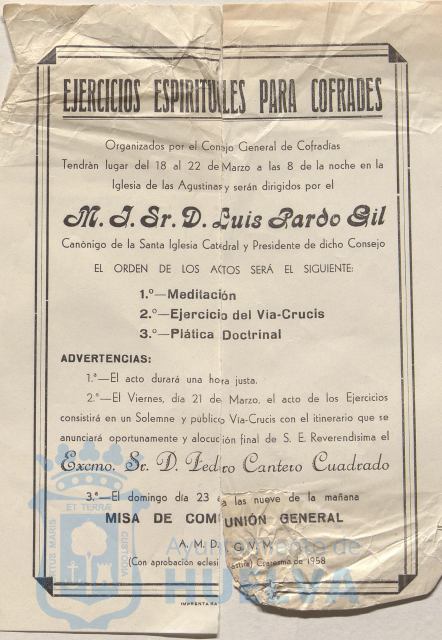 EJERCICIOS ESPIRITUALES PARA COFRADES
Organizados por el Consejo General de Cofradías
Tendrán lugar del 18 al 22 de Marzo a las 8 de la noche en la
Iglesia de las Agustinas y serán dirigidos por el
M. I. Sr. D. Luis Pardo Gil
Canónigo de la Santa Iglesia Catedral y Presidente de dicho Consejo
EL ORDEN DE LOS ACTOS SERÁ EL SIGUIENTE:
1.º—Meditación
2.º—Ejercicio del Via-Crucis
3.º—Plática Doctrinal
ADVERTENCIAS:
1.ª—El acto durará una hora justa.
2.ª—El Viernes, día 21 de Marzo, el acto de los Ejercicios
consistirá en un Solemne y público Via-Crucis con el itinerario que se
anunciará oportunamente y alocución final de S. E. Reverendísima el
Excmo. Sr. D. Pedro Cantero Cuadrado
3.ª—El domingo día 23 a las nueve de la mañana
MISA DE COMUNIÓN GENERAL
A. M. D. G. V. M.
(Con aprobación eclesiástica) Cuaresma de 1958
IMPRENTA
PORTUS MARIS
ET TERRÆ
CUSTODIA
Ayuntamiento de
HUELVA